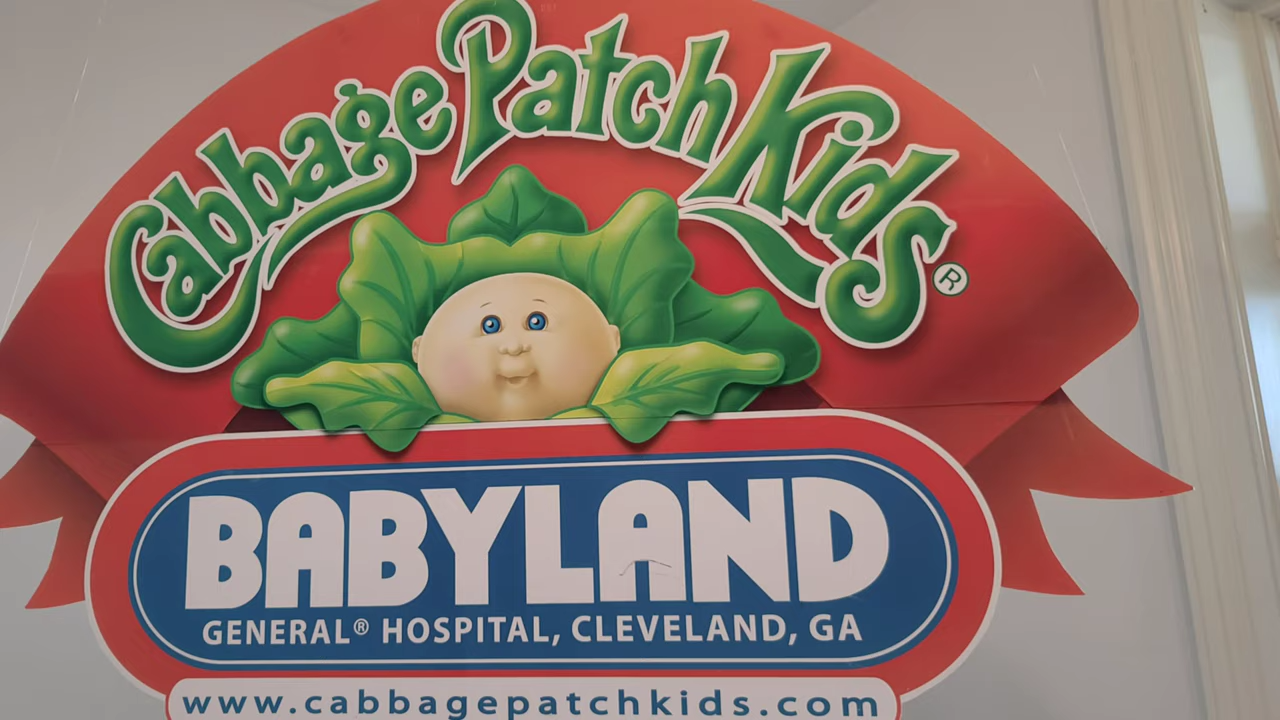 Cabbage Patch Kids®
BABYLAND
GENERAL® HOSPITAL, CLEVELAND, GA
www.cabbagepatchkids.com